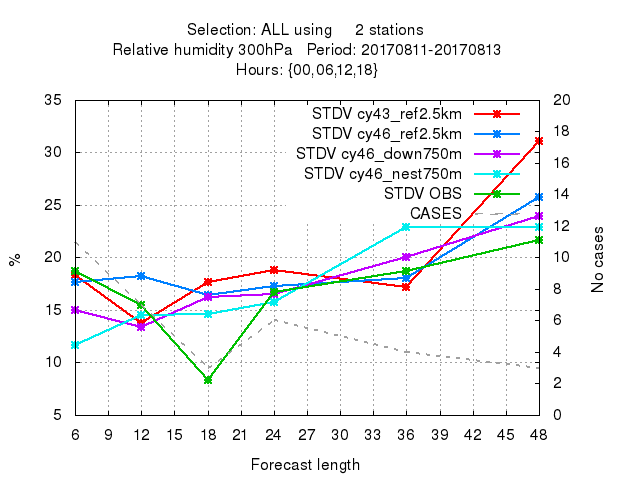 Selection: ALL using 2 stations
Relative humidity 300hPa Period: 20170811-20170813
Hours: {00,06,12,18}
STDV cy43_ref2.5km
STDV cy46_ref2.5km
STDV cy46_down750m
STDV cy46_nest750m
STDV OBS
CASES
%
35
30
25
20
15
10
5
No cases
20
18
16
14
12
10
8
6
4
2
0
6 9 12 15 18 21 24 27 30 33 36 39 42 45 48
Forecast length